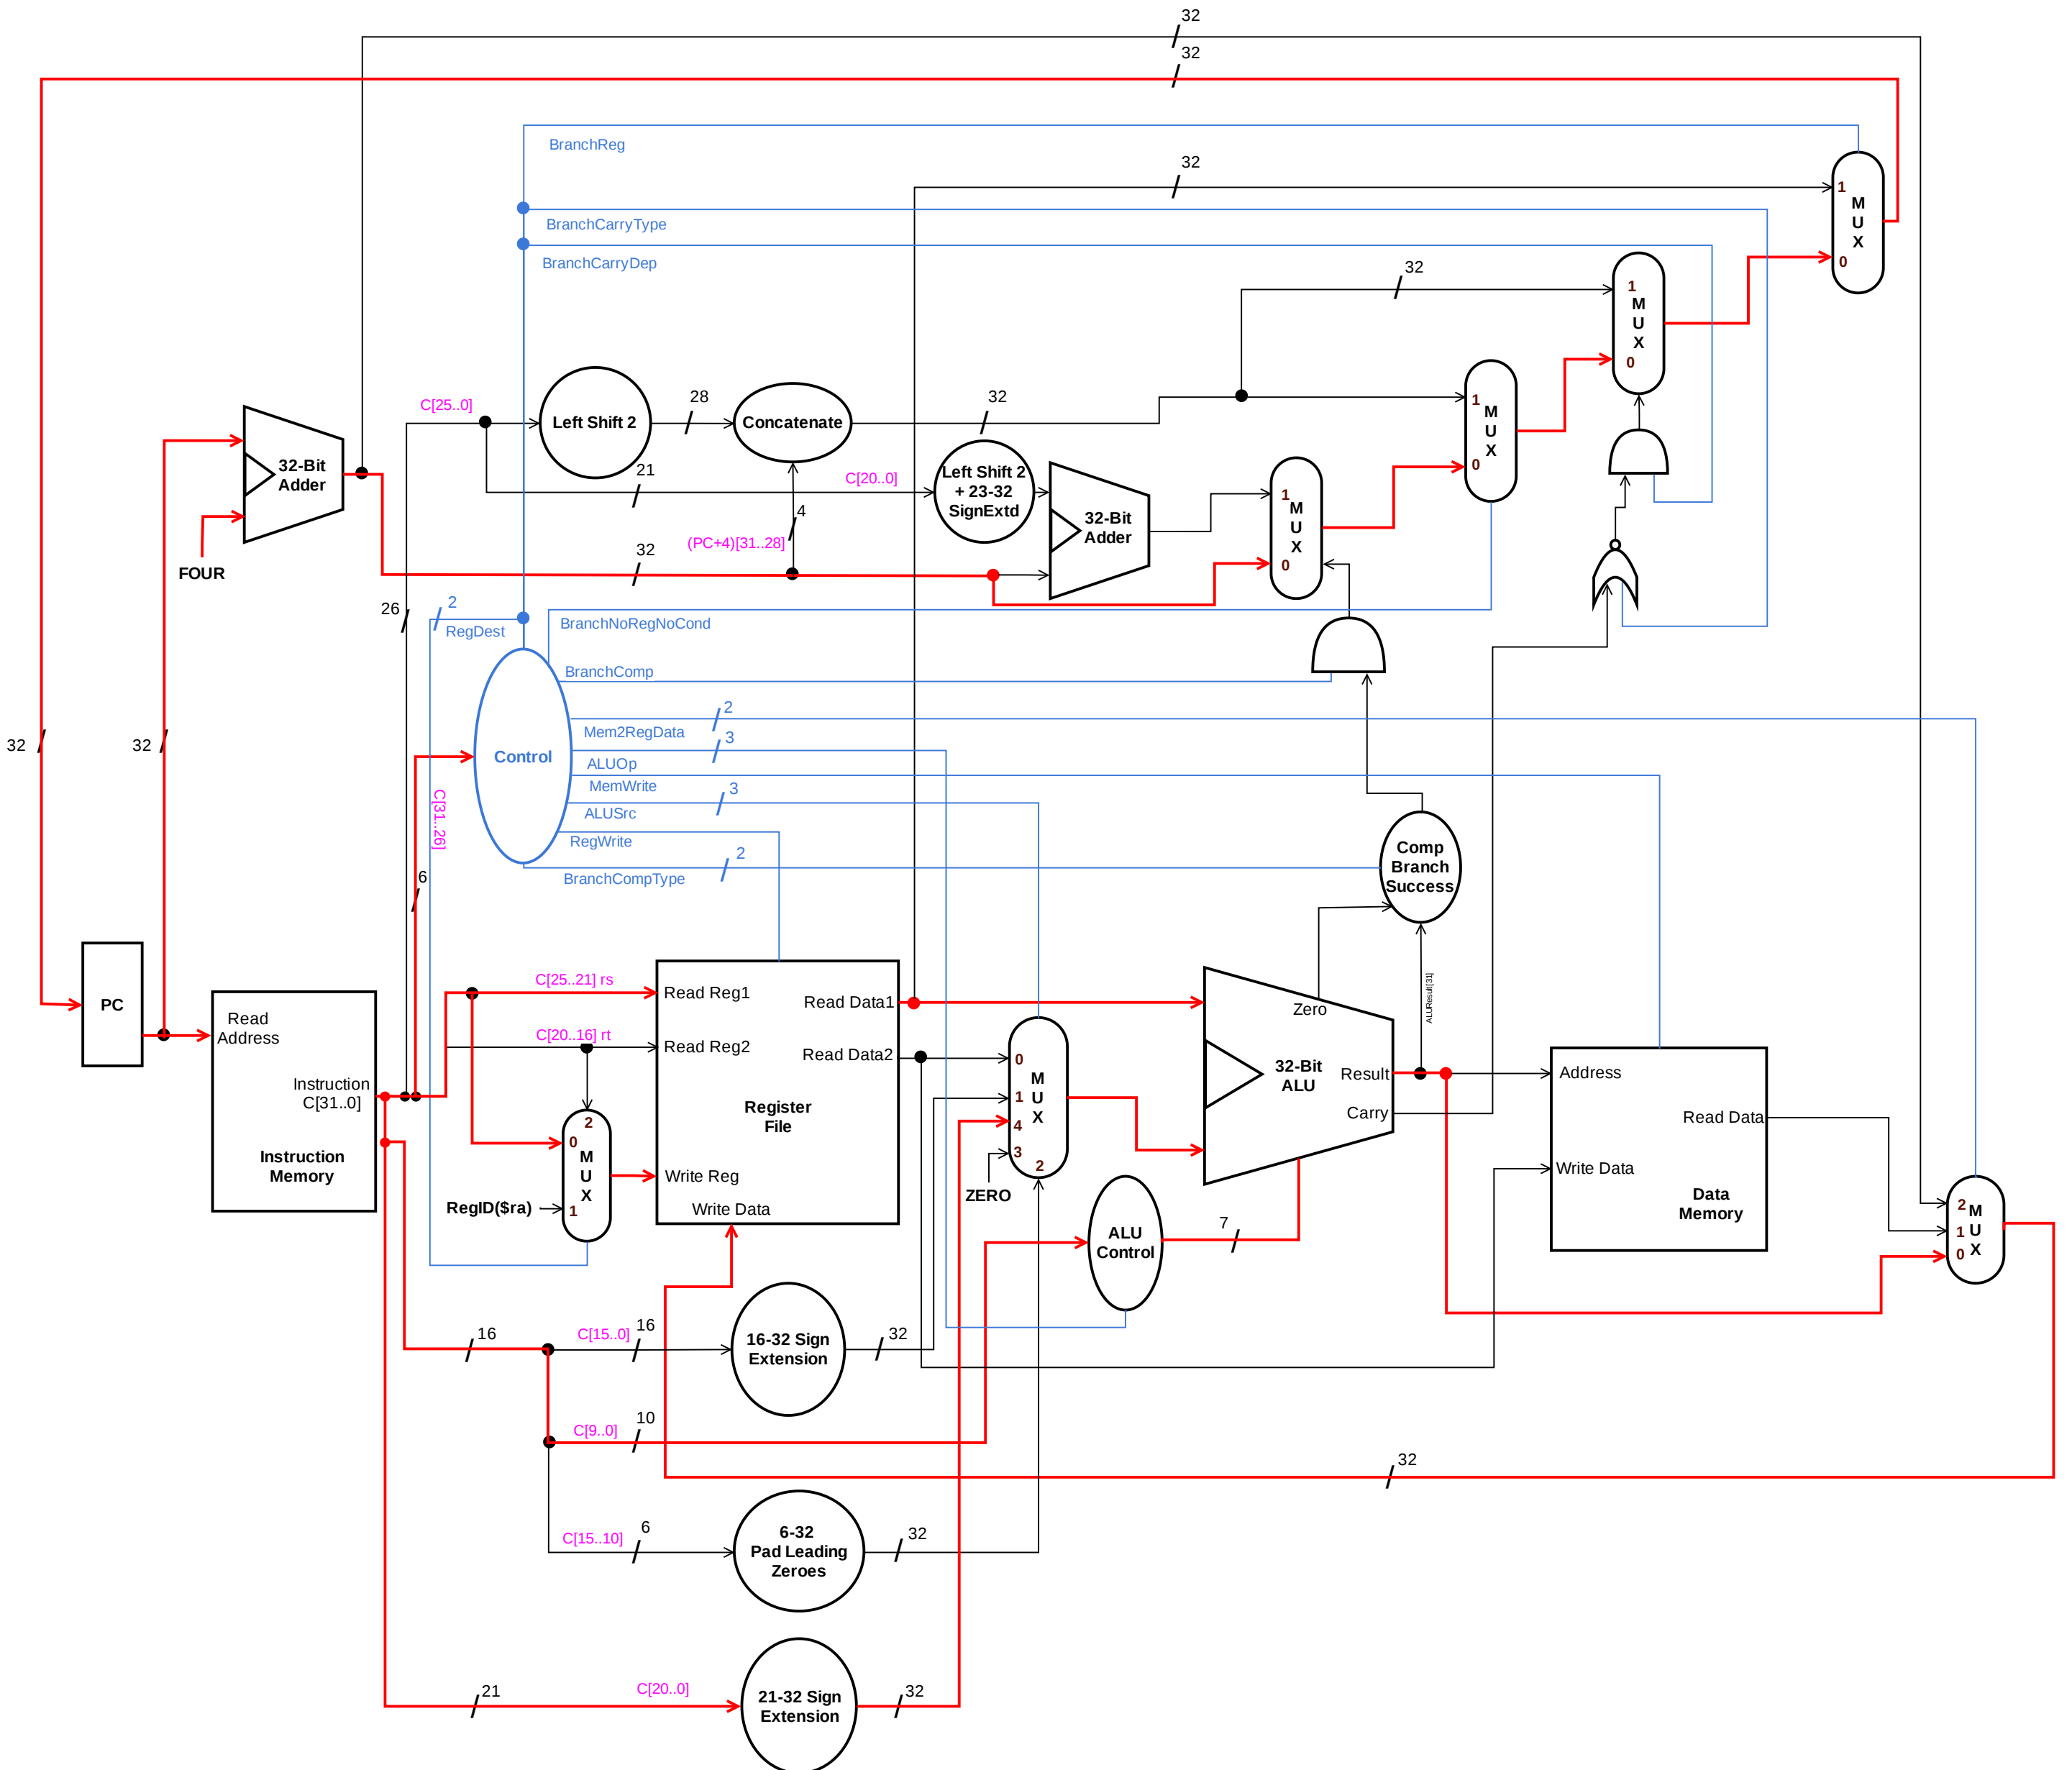 32
32
BranchReg
32
1
M
U
X
0
BranchCarryType
BranchCarryDep
32
1
M
U
X
0
C[25..0]
Left Shift 2
28
Concatenate
32
1
M
U
X
0
32-Bit
Adder
21
C[20..0]
Left Shift 2
+ 23-32
SignExtd
4
(PC+4)[31..28]
32-Bit
Adder
1
M
U
X
0
FOUR
32
26
2
RegDest
BranchNoRegNoCond
BranchComp
32
32
2
Mem2RegData
3
Control
ALUOp
MemWrite
3
ALUSrc
RegWrite
2
BranchCompType
C[31..26]
6
Comp
Branch
Success
PC
Read
Address
Instruction
C[31..0]
Instruction
Memory
C[25..21] rs
Read Reg1
Read Data1
C[20..16] rt
Read Reg2
Read Data2
Register
File
Write Reg
Write Data
2
0
M
U
X
1
RegID($ra)
0
M
1
U
4
X
3
2
ZERO
Zero
ALUResult[31]
32-Bit
ALU
Result
Carry
Address
Read Data
Write Data
Data
Memory
2
M
1
U
0
X
ALU
Control
7
16
C[15..0]
16
16-32 Sign
Extension
32
C[9..0]
10
32
C[15..10]
6
6-32
Pad Leading
Zeroes
32
21
C[20..0]
21-32 Sign
Extension
32